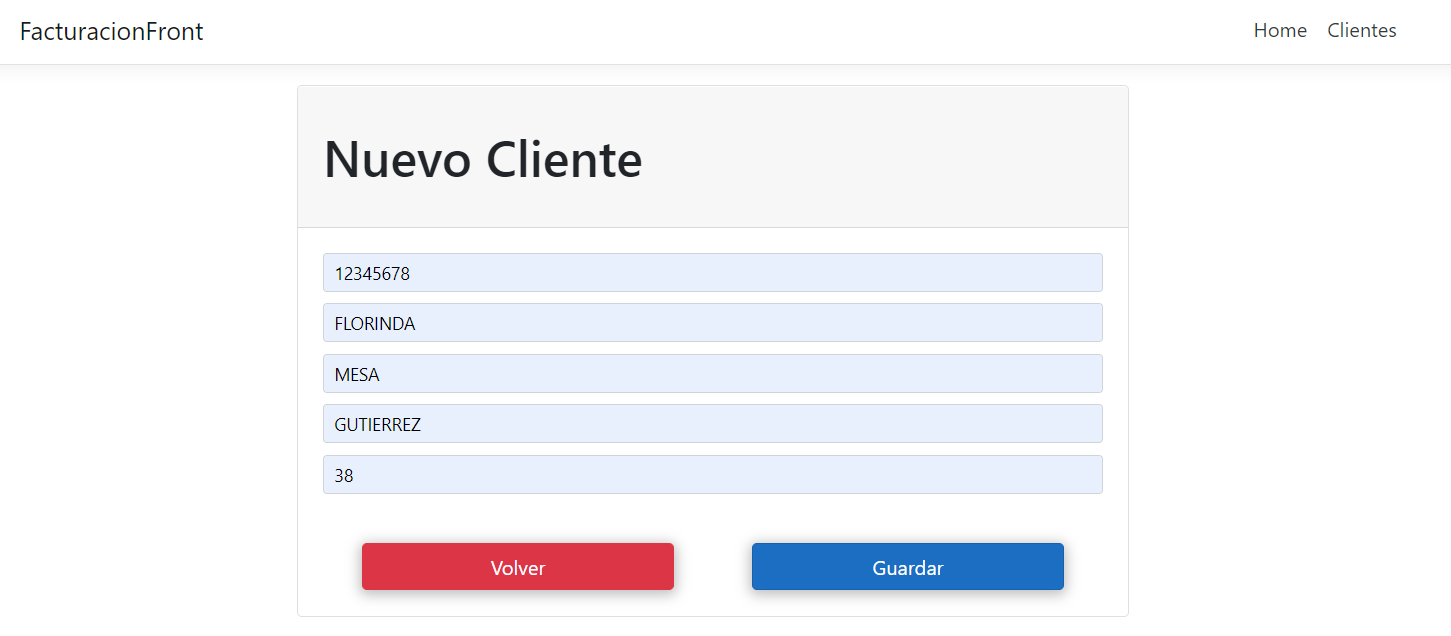 FacturacionFront Home Clientes
Nuevo Cliente
12345678
FLORINDA
MESA
GUTIERREZ
38
Volver Guardar